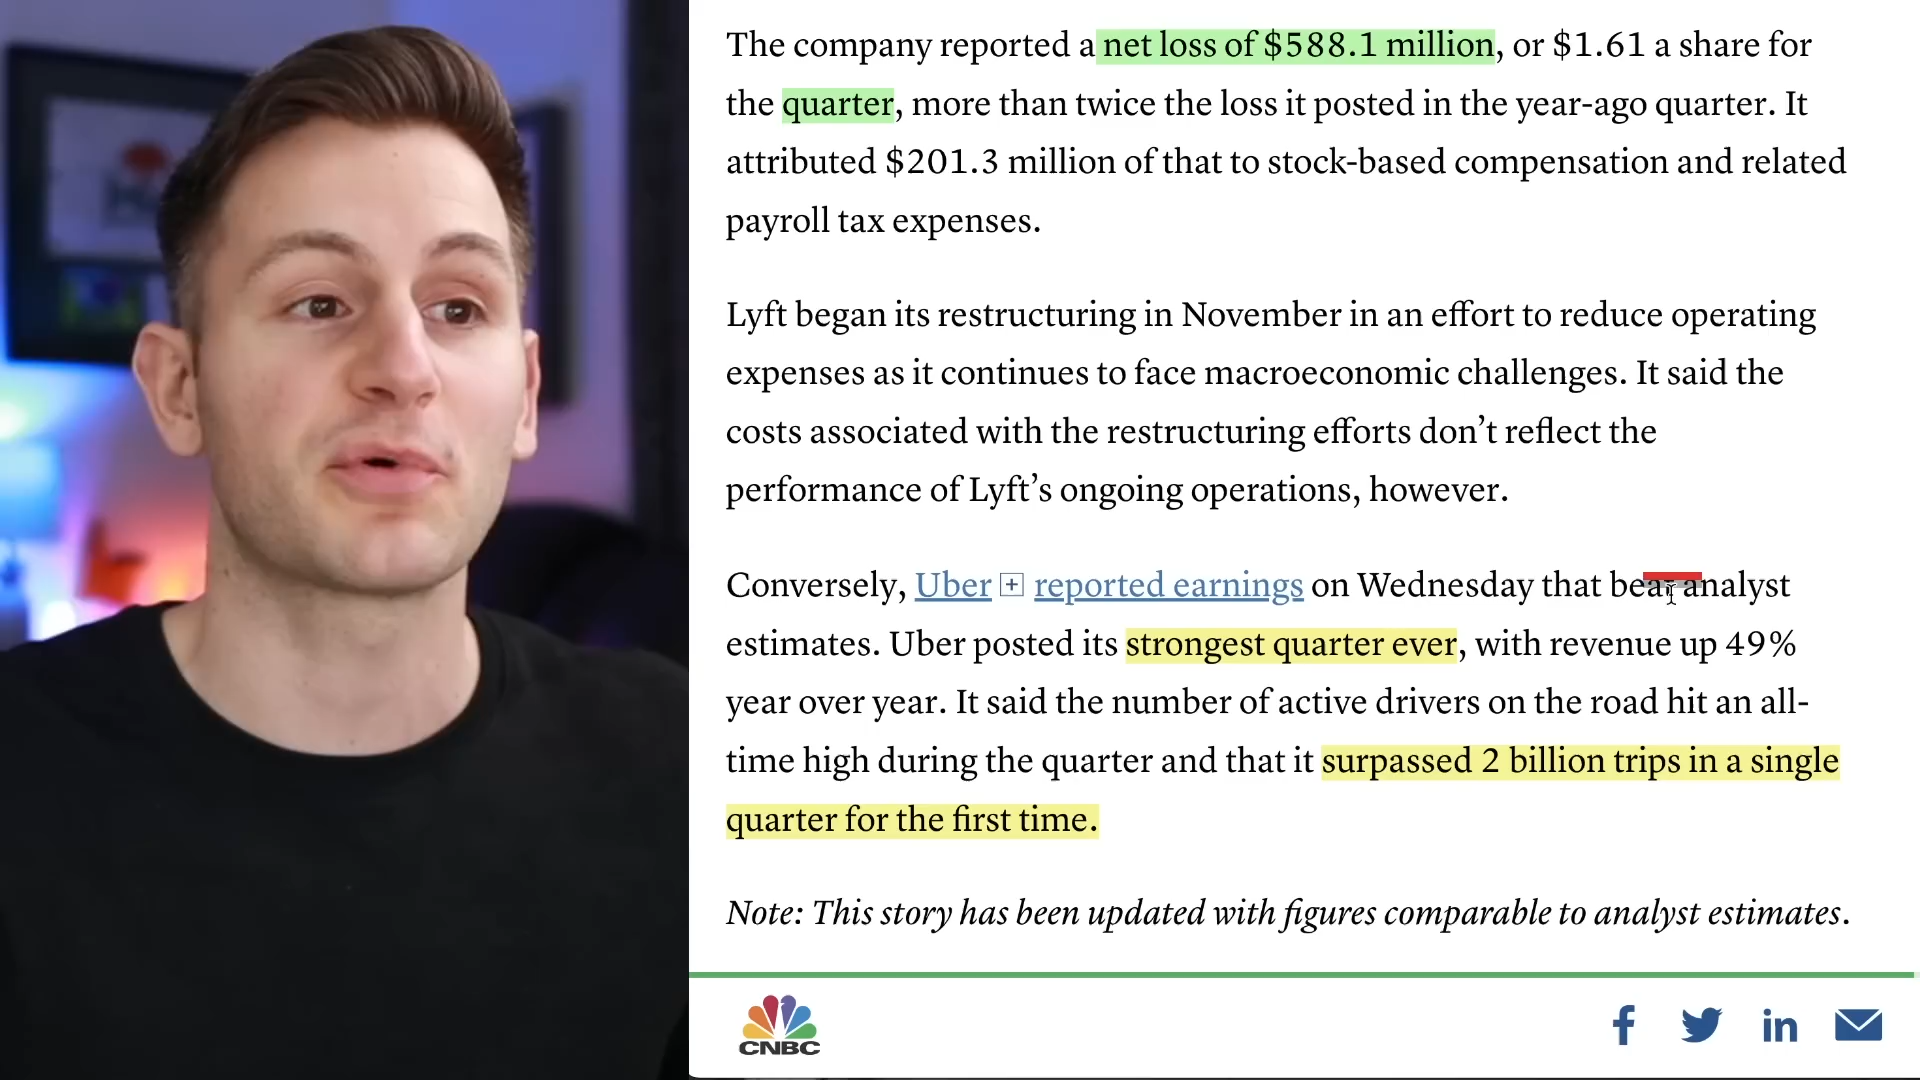 The company reported a net loss of $588.1 million, or $1.61 a share for
the quarter, more than twice the loss it posted in the year-ago quarter. It
attributed $201.3 million of that to stock-based compensation and related
payroll tax expenses.
Lyft began its restructuring in November in an effort to reduce operating
expenses as it continues to face macroeconomic challenges. It said the
costs associated with the restructuring efforts don’t reflect the
performance of Lyft’s ongoing operations, however.
Conversely, Uber reported earnings on Wednesday that beat analyst
estimates. Uber posted its strongest quarter ever, with revenue up 49%
year over year. It said the number of active drivers on the road hit an all-
time high during the quarter and that it surpassed 2 billion trips in a single
quarter for the first time.
Note: This story has been updated with figures comparable to analyst estimates.
CNBC